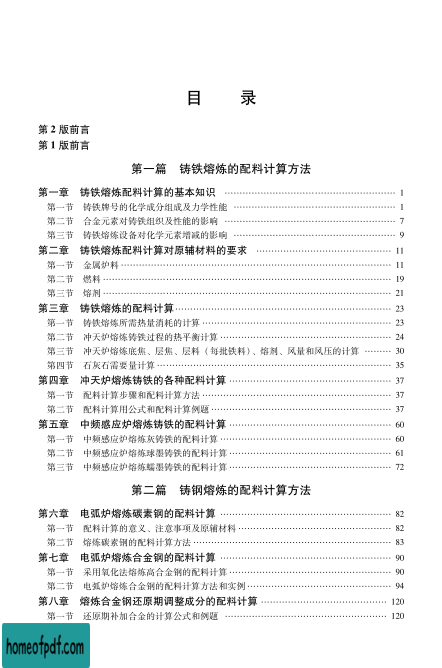 目 录
第 2 版前言
第 1 版前言
第一篇 铸铁熔炼的配料计算方法
第一章 铸铁熔炼配料计算的基本知识 …… 1
第一节 铸铁牌号的化学成分组成及力学性能 …… 1
第二节 合金元素对铸铁组织及性能的影响 …… 7
第三节 铸铁熔炼设备对化学元素增减的影响 …… 9
第二章 铸铁熔炼配料计算对原辅材料的要求 …… 11
第一节 金属炉料 …… 11
第二节 燃料 …… 19
第三节 熔剂 …… 21
第三章 铸铁熔炼的配料计算 …… 23
第一节 铸铁熔炼所需热量消耗的计算 …… 23
第二节 冲天炉熔炼铸铁过程的热平衡计算 …… 24
第三节 冲天炉熔炼底焦、层焦、层料（每批铁料）、熔剂、风量和风压的计算 …… 30
第四节 石灰石需要量计算 …… 35
第四章 冲天炉熔炼铸铁的各种配料计算 …… 37
第一节 配料计算步骤和配料计算方法 …… 37
第二节 配料计算用公式和配料计算例题 …… 37
第五章 中频感应炉熔炼铸铁的配料计算 …… 60
第一节 中频感应炉熔炼灰铸铁的配料计算 …… 60
第二节 中频感应炉熔炼球墨铸铁的配料计算 …… 61
第三节 中频感应炉熔炼蠕墨铸铁的配料计算 …… 72
第二篇 铸钢熔炼的配料计算方法
第六章 电弧炉熔炼碳素钢的配料计算 …… 82
第一节 配料计算的意义、注意事项及原辅材料 …… 82
第二节 熔炼碳素钢的配料计算方法 …… 83
第七章 电弧炉熔炼合金钢的配料计算 …… 90
第一节 采用氧化法熔炼高合金钢的配料计算 …… 90
第二节 电弧炉熔炼合金钢的配料计算方法和实例 …… 94
第八章 熔炼合金钢还原期调整成分的配料计算 …… 120
第一节 还原期补加合金的计算公式和例题 …… 120
homeofpdf.com